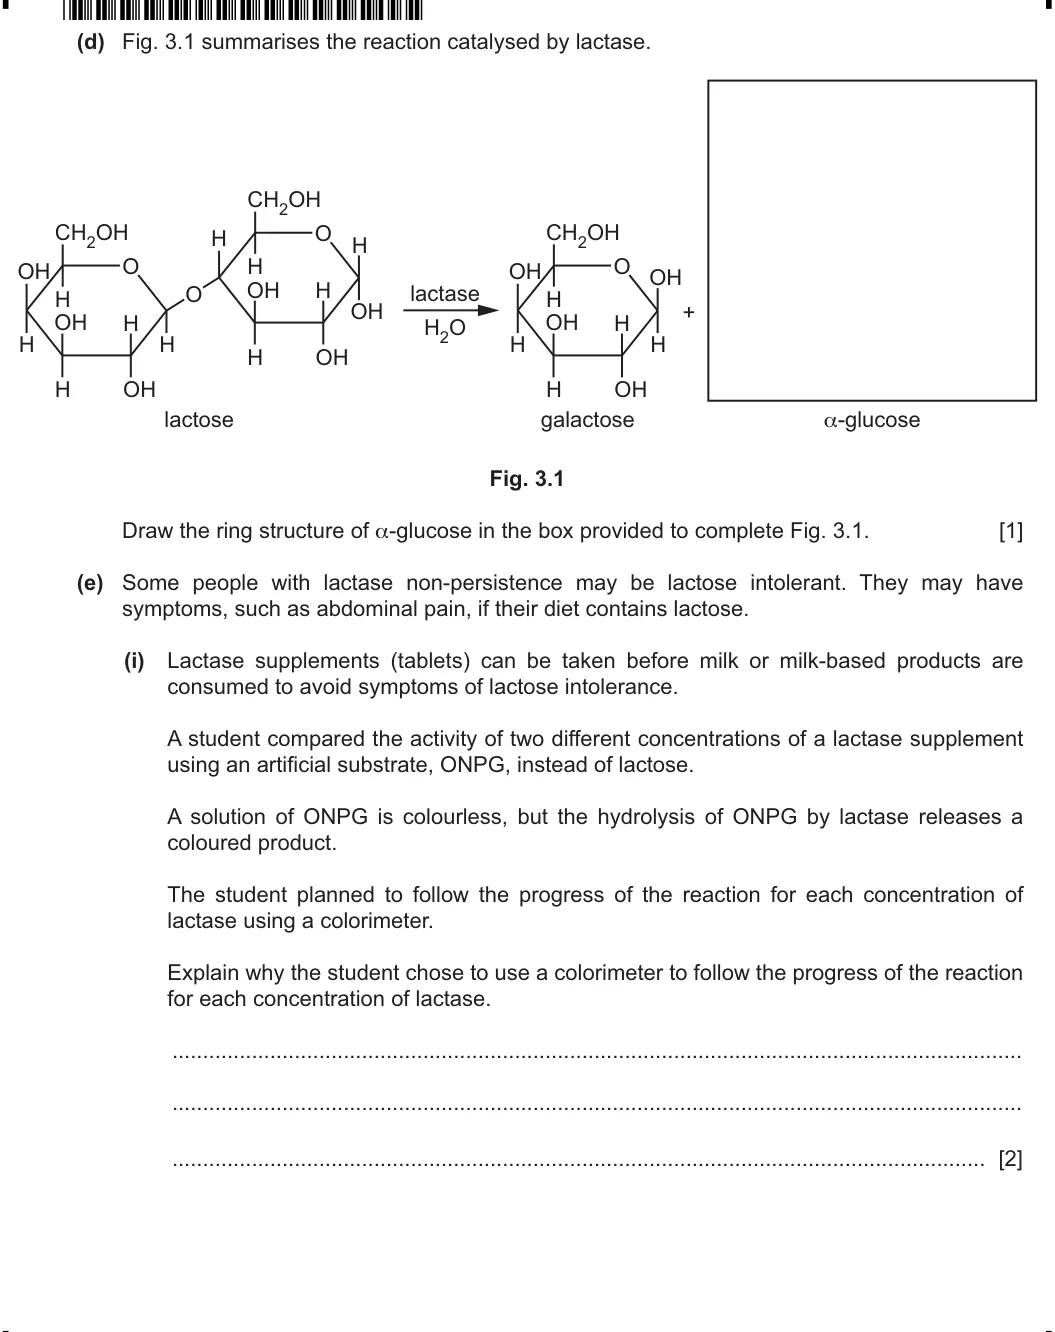 (d) Fig. 3.1 summarises the reaction catalysed by lactase.
CH2OH
CH2OH
CH2OH
H
O
H
OH
O
H
OH
O
OH
H
O
OH
H
OH
lactase
H2O
H
OH
H
H
H
OH
H
OH
H
H
H
+
H
OH
H
OH
H
OH
lactose
galactose
α-glucose
Fig. 3.1
Draw the ring structure of α-glucose in the box provided to complete Fig. 3.1. [1]
(e) Some people with lactase non-persistence may be lactose intolerant. They may have
symptoms, such as abdominal pain, if their diet contains lactose.
(i) Lactase supplements (tablets) can be taken before milk or milk-based products are
consumed to avoid symptoms of lactose intolerance.
A student compared the activity of two different concentrations of a lactase supplement
using an artificial substrate, ONPG, instead of lactose.
A solution of ONPG is colourless, but the hydrolysis of ONPG by lactase releases a
coloured product.
The student planned to follow the progress of the reaction for each concentration of
lactase using a colorimeter.
Explain why the student chose to use a colorimeter to follow the progress of the reaction
for each concentration of lactase.
[2]